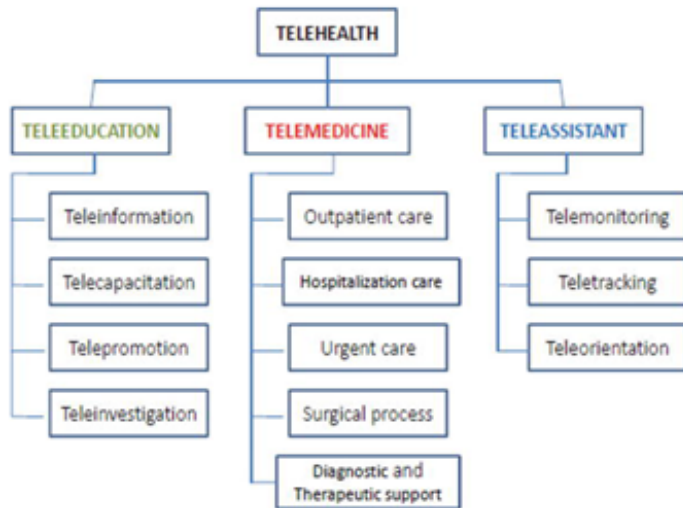 TELEHEALTH
TELEEDUCATION
Teleinformation
Telecapacitation
Telepromotion
Teleinvestigation
TELEMEDICINE
Outpatient care
Hospitalization care
Urgent care
Surgical process
Diagnostic and
Therapeutic support
TELEASSISTANT
Telemonitoring
Teletracking
Teleorientation